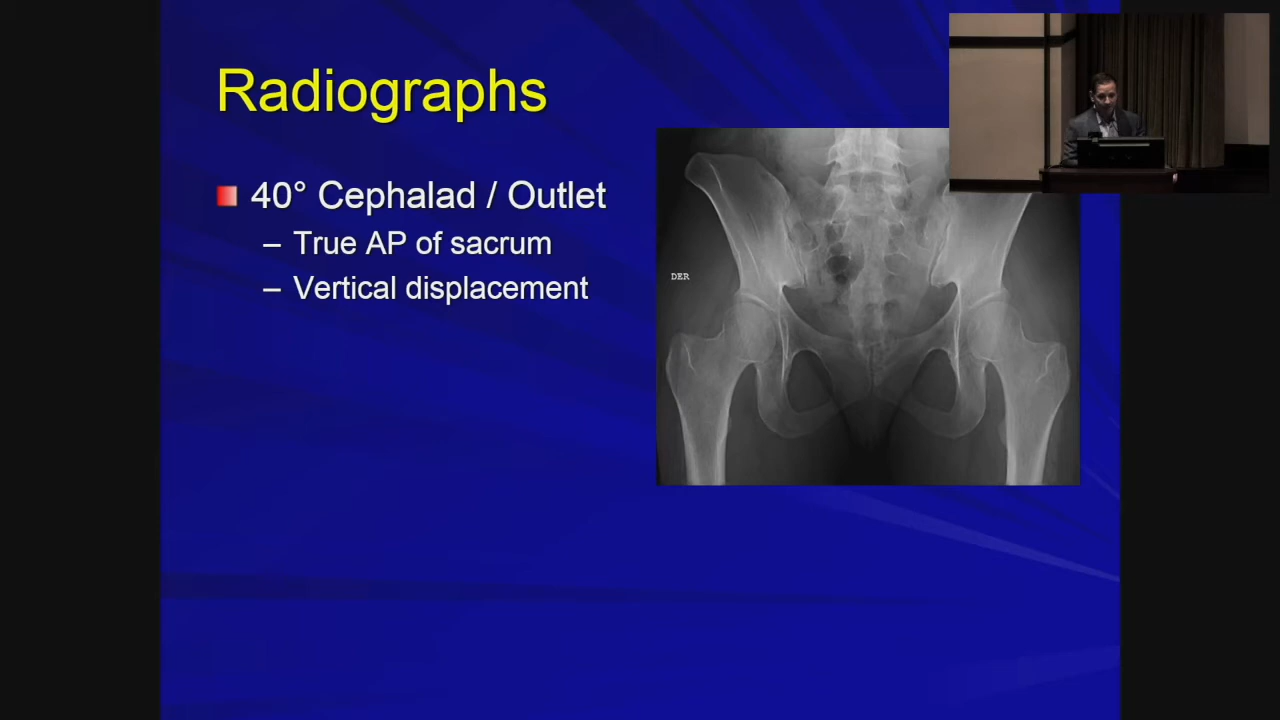 Radiographs
40° Cephalad / Outlet
– True AP of sacrum
– Vertical displacement
DER